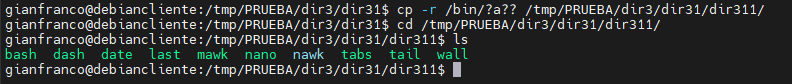 gianfranco@debiancliente:/tmp/PRUEBA/dir3/dir31$ cp -r /bin/?a?? /tmp/PRUEBA/dir3/dir31/dir311/
gianfranco@debiancliente:/tmp/PRUEBA/dir3/dir31$ cd /tmp/PRUEBA/dir3/dir31/dir311/
gianfranco@debiancliente:/tmp/PRUEBA/dir3/dir31/dir311$ ls
bash dash date last mawk nano nawk tabs tail wall
gianfranco@debiancliente:/tmp/PRUEBA/dir3/dir31/dir311$